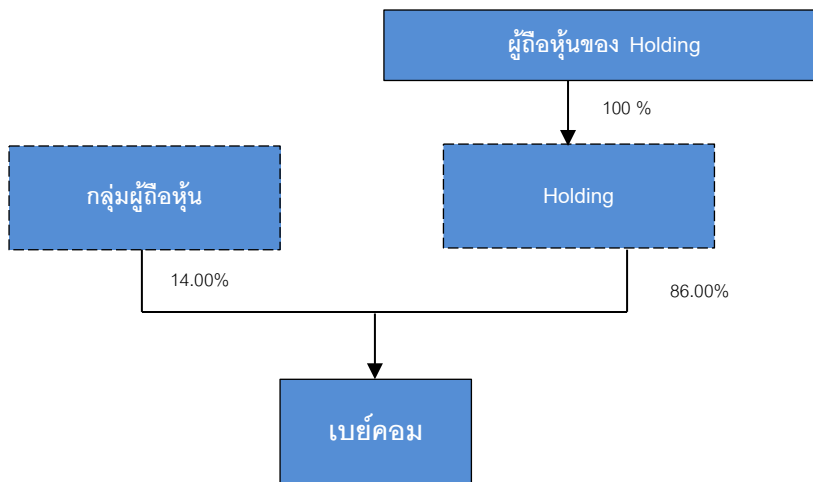 ผู้ถือหุ้นของ Holding
100 %
กลุ่มผู้ถือหุ้น
Holding
14.00%
86.00%
เบย์คอม